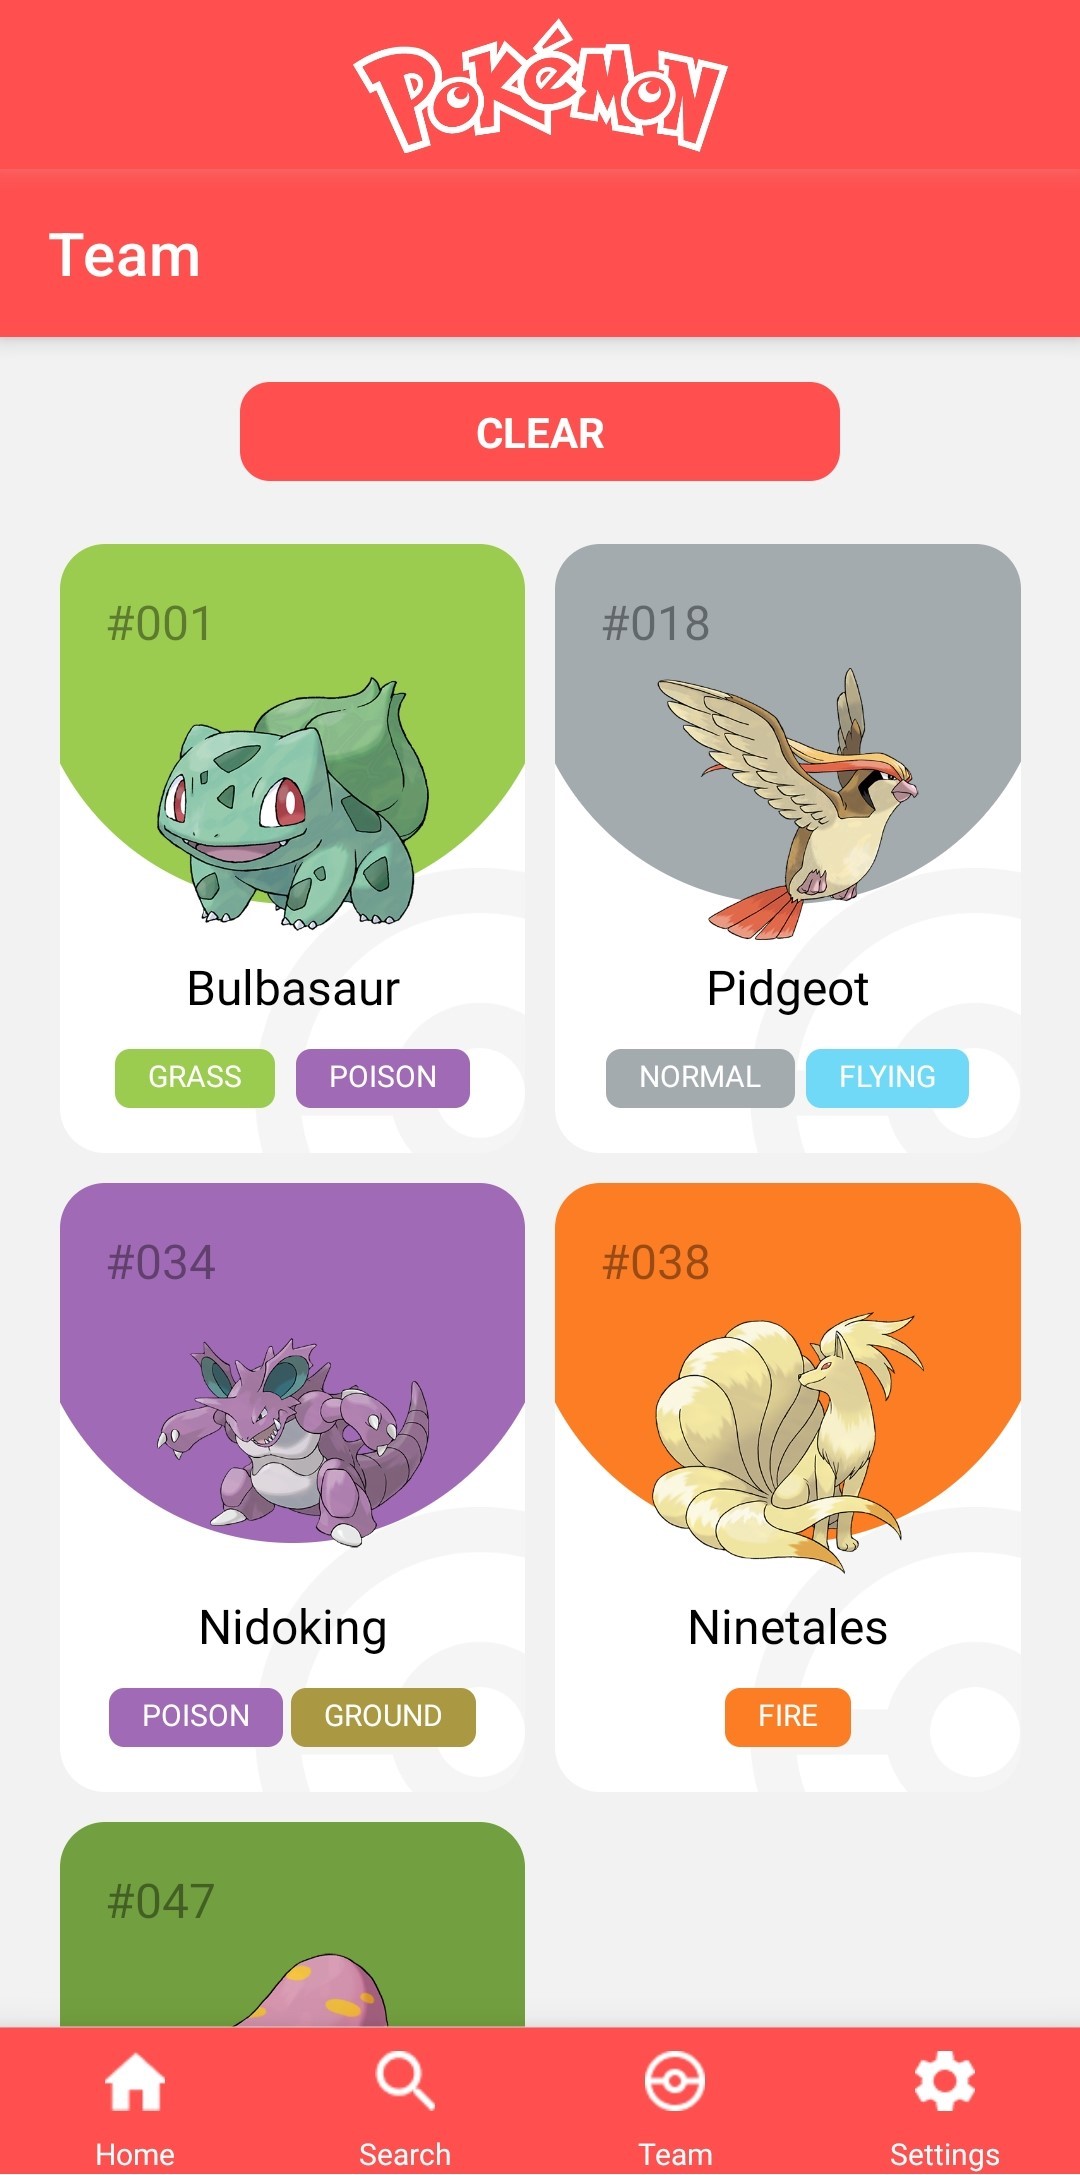 POKéMON
Team
CLEAR
#001
#018
Bulbasaur
Pidgeot
GRASS
POISON
NORMAL
FLYING
#034
#038
Nidoking
Ninetales
POISON
GROUND
FIRE
#047
Home
Search
Team
Settings